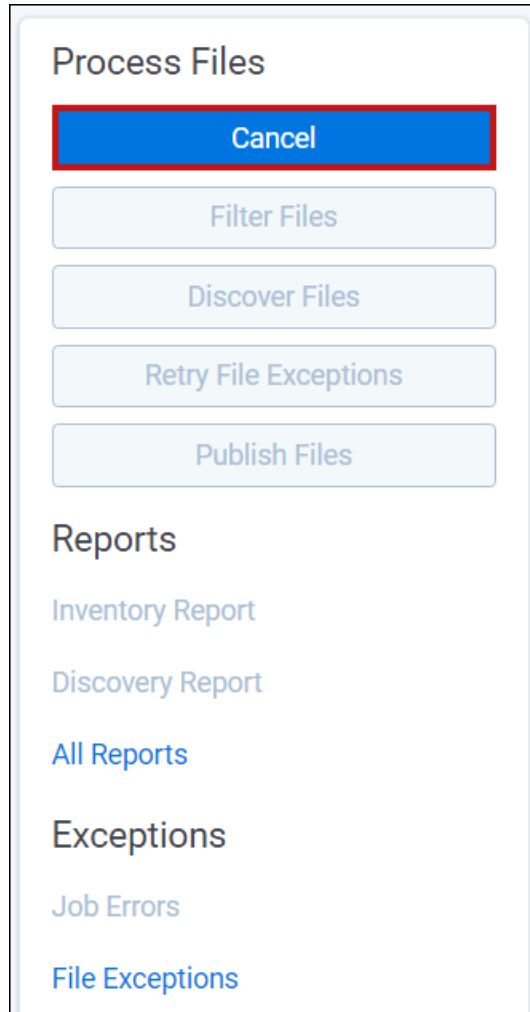 Process Files
Cancel
Filter Files
Discover Files
Retry File Exceptions
Publish Files
Reports
Inventory Report
Discovery Report
All Reports
Exceptions
Job Errors
File Exceptions